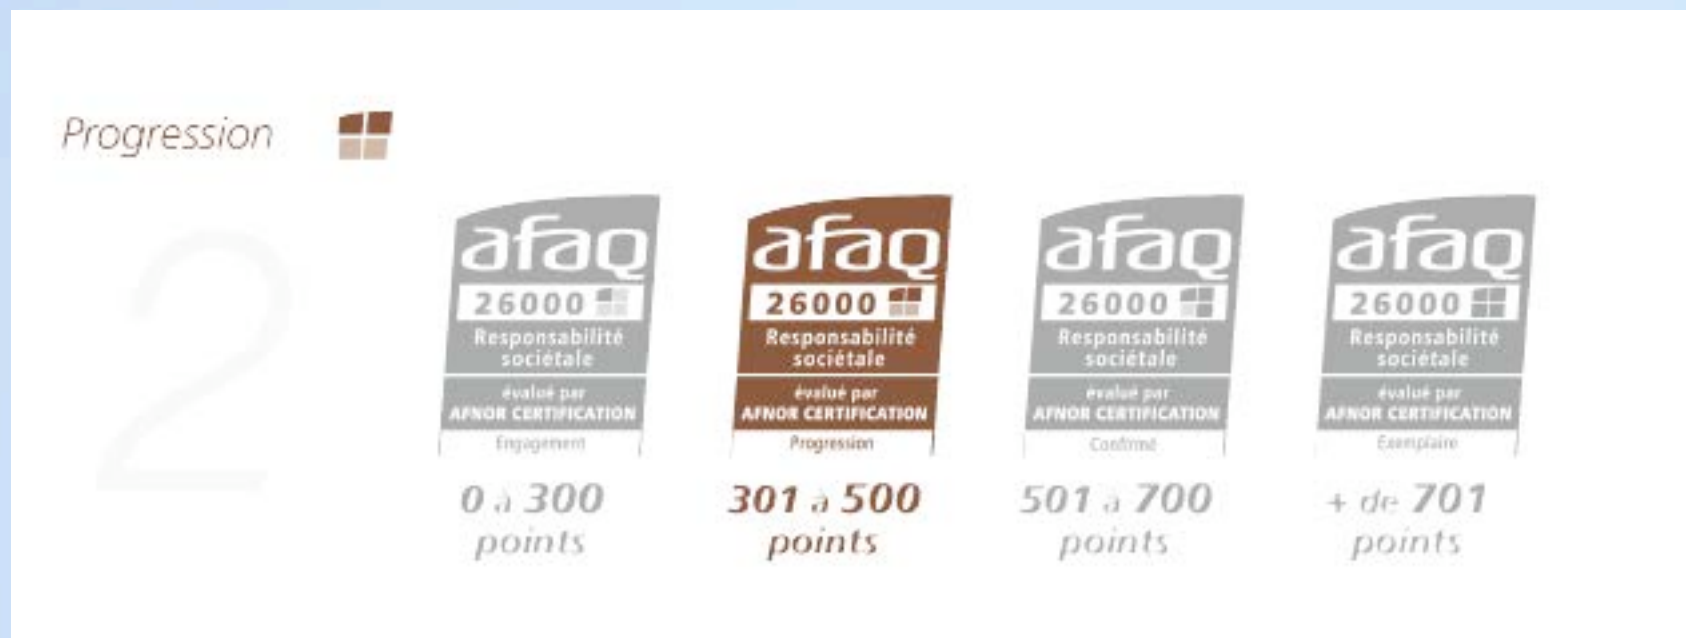 Progression
2
afaq
26000
Responsabilité
sociétale
évalué par
AFNOR CERTIFICATION
Engagement
0 à 300
points
afaq
26000
Responsabilité
sociétale
évalué par
AFNOR CERTIFICATION
Progression
301 à 500
points
afaq
26000
Responsabilité
sociétale
évalué par
AFNOR CERTIFICATION
Confirmé
501 à 700
points
afaq
26000
Responsabilité
sociétale
évalué par
AFNOR CERTIFICATION
Exemplaire
+ de 701
points